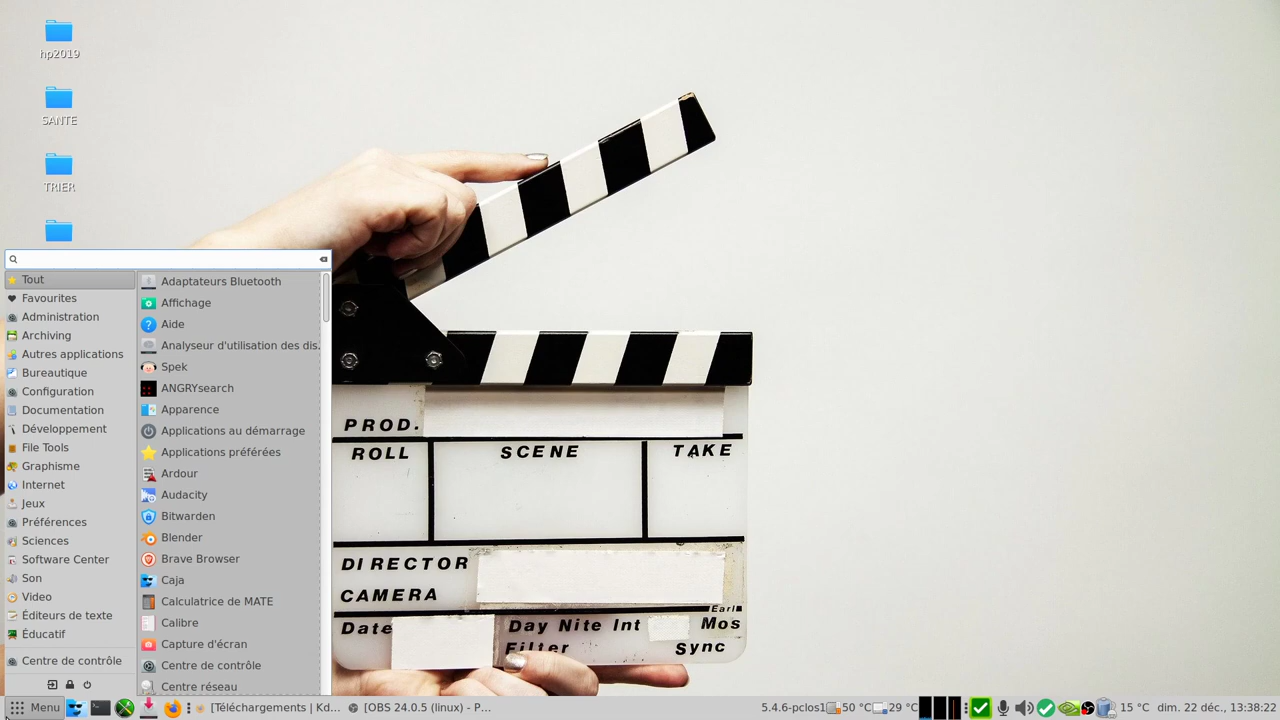 hp2019
SANTE
TRIER
Tout
Favourites
Administration
Archiving
Autres applications
Bureautique
Configuration
Documentation
Développement
File Tools
Graphisme
Internet
Jeux
Préférences
Sciences
Software Center
Son
Video
Éditeurs de texte
Éducatif
Centre de contrôle
Adaptateurs Bluetooth
Affichage
Aide
Analyseur d'utilisation des dis.
Spek
ANGRYsearch
Apparence
Applications au démarrage
Applications préférées
Ardour
Audacity
Bitwarden
Blender
Brave Browser
Caja
Calculatrice de MATE
Calibre
Capture d'écran
Centre de contrôle
Centre réseau
PROD.
ROLL SCENE TAKE
DIRECTOR
CAMERA
Earl
Date Day Nite Int Mos
Filter Sync
Menu [Téléchargements | Kd... [OBS 24.0.5 (linux) - P... 5.4.6-pclos1 50 °C 29 °C 15 °C dim. 22 déc., 13:38:22